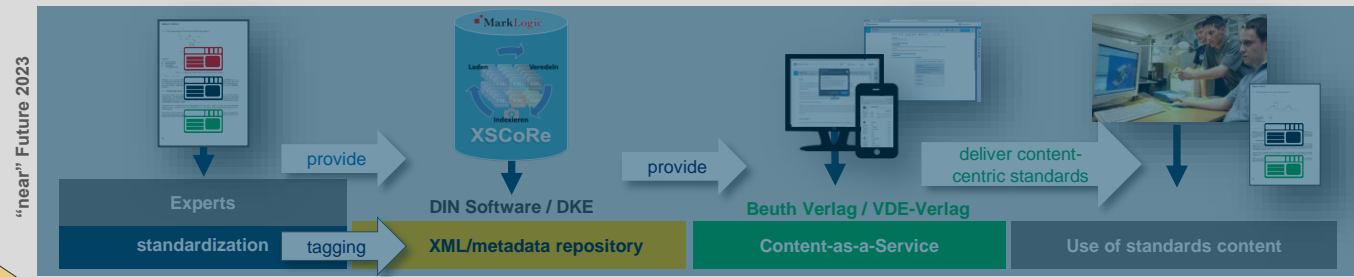 “near” Future 2023
MarkLogic
Laden
Veredeln
Indexieren
XSCoRe
provide
provide
deliver content-
centric standards
Experts
DIN Software / DKE
Beuth Verlag / VDE-Verlag
standardization
tagging
XML/metadata repository
Content-as-a-Service
Use of standards content